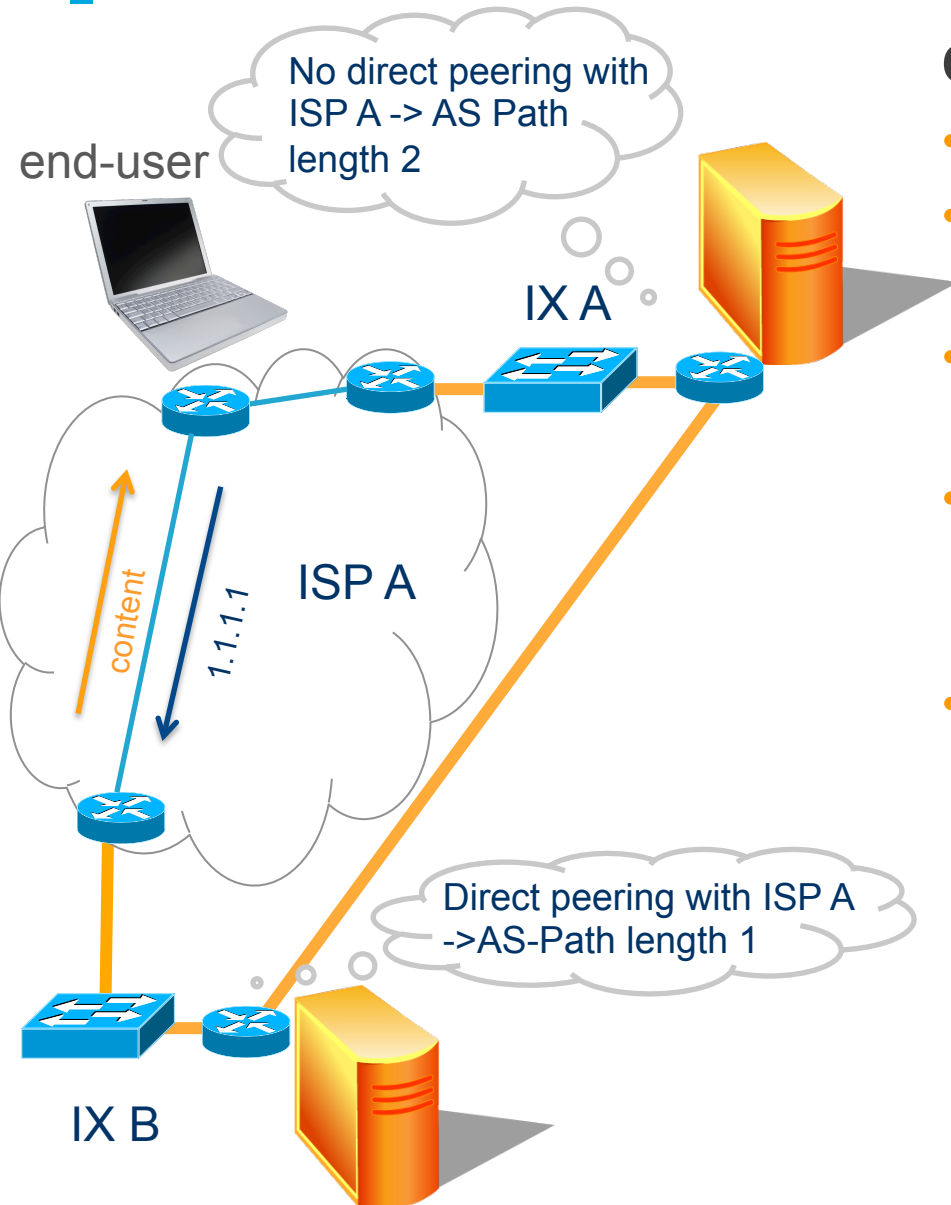 No direct peering with
ISP A -> AS Path
length 2
end-user
IX A
ISP A
content
1.1.1.1
Direct peering with ISP A
->AS-Path length 1
IX B